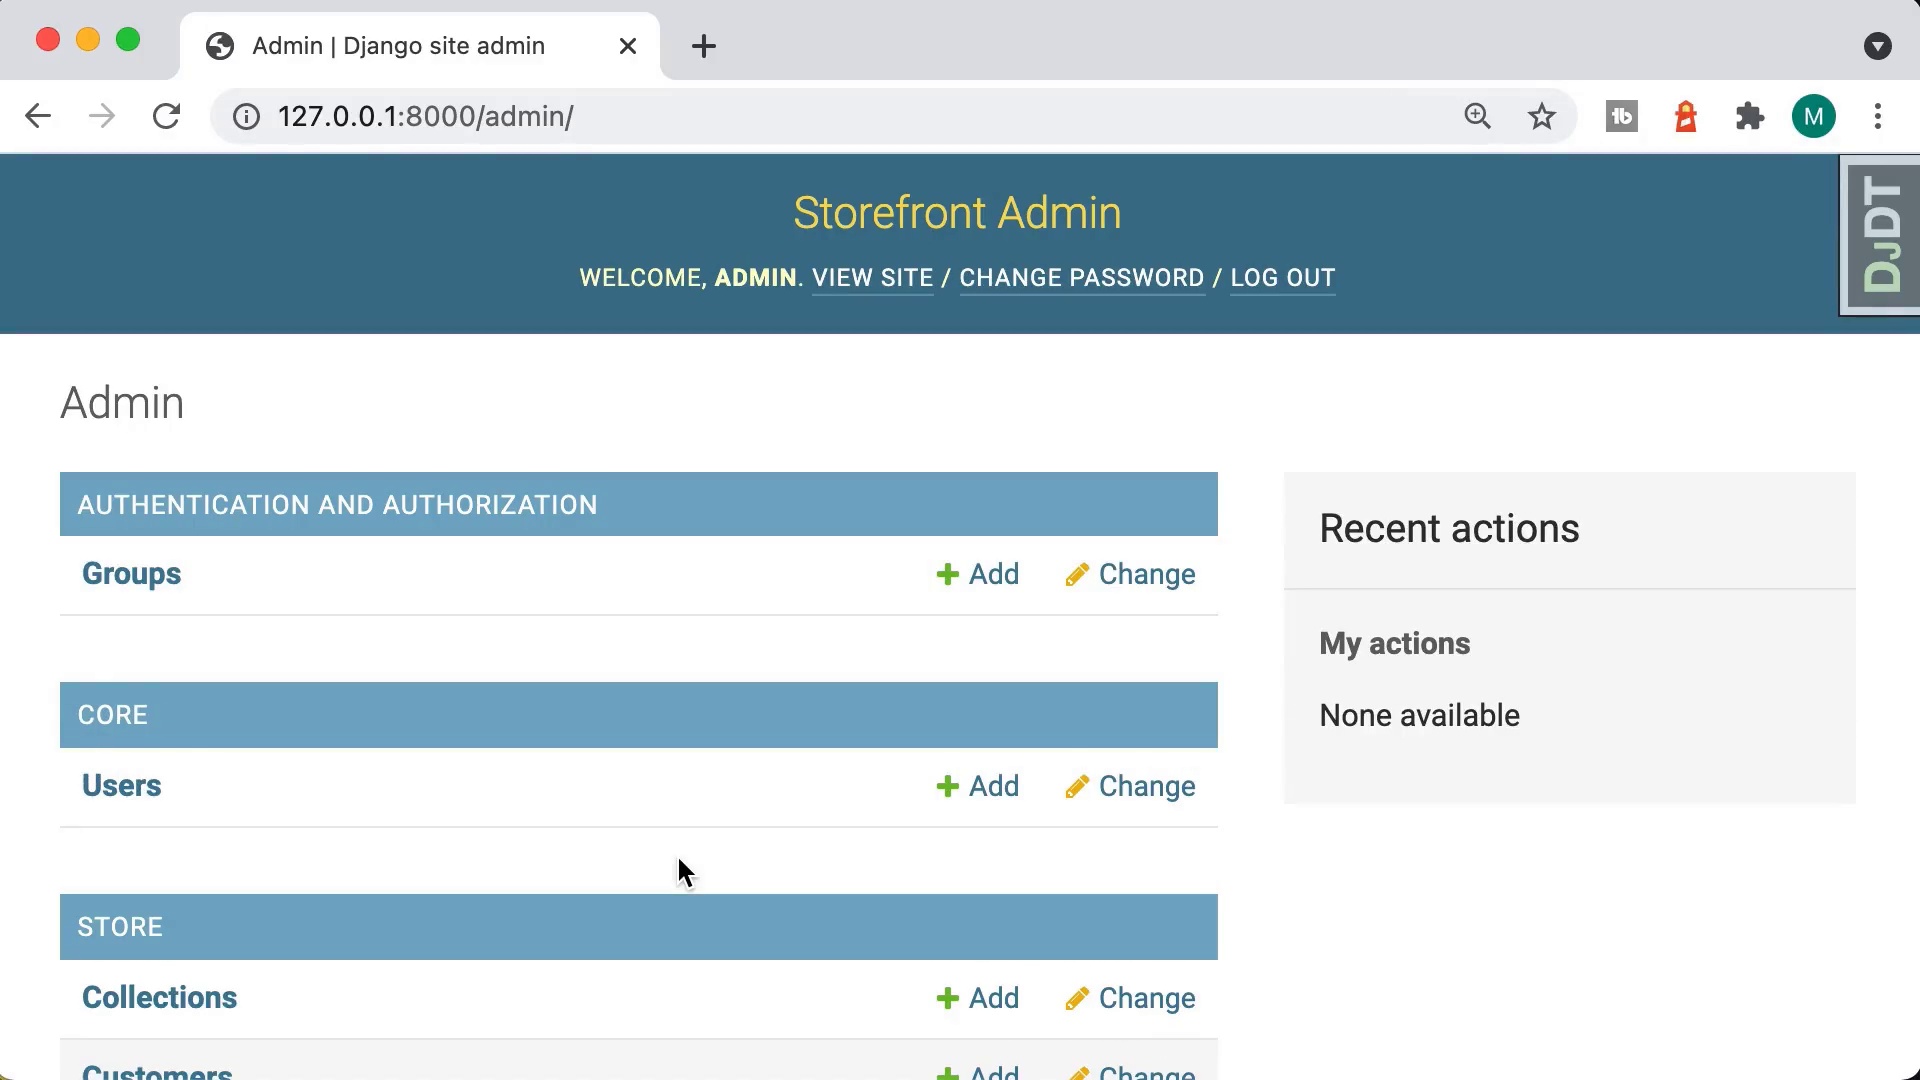 Admin | Django site admin
127.0.0.1:8000/admin/
tb
M
Storefront Admin
WELCOME, ADMIN. VIEW SITE / CHANGE PASSWORD / LOG OUT
DJDT
Admin
AUTHENTICATION AND AUTHORIZATION
Groups Add Change
CORE
Users Add Change
STORE
Collections Add Change
Customers Add Change
Recent actions
My actions
None available